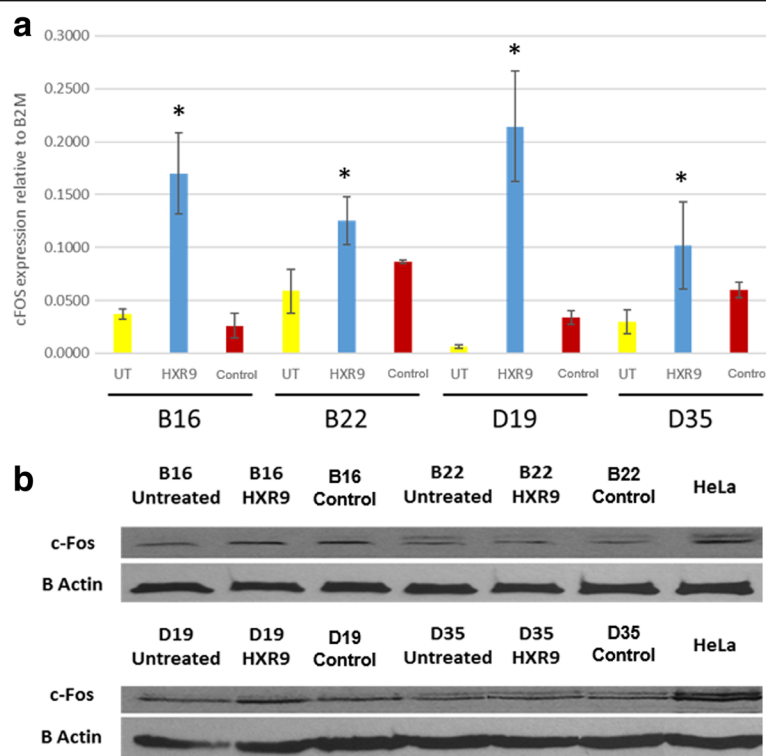 a
cFOS expression relative to B2M
0.3000
0.2500
0.2000
0.1500
0.1000
0.0500
0.0000
* * * *
UT HXR9 Control UT HXR9 Control UT HXR9 Control UT HXR9 Contro
B16 B22 D19 D35
b
B16 B16 B16 B22 B22 B22 HeLa
Untreated HXR9 Control Untreated HXR9 Control
c-Fos
B Actin
D19 D19 D19 D35 D35 D35 HeLa
Untreated HXR9 Control Untreated HXR9 Control
c-Fos
B Actin